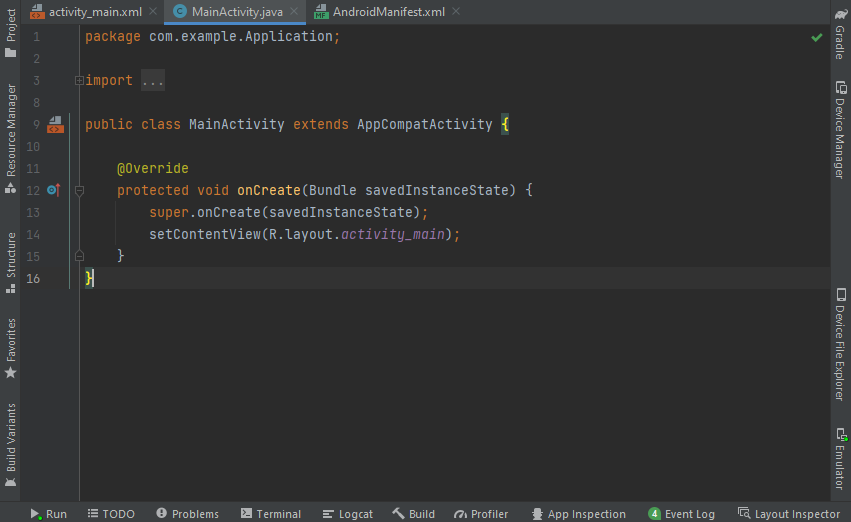 activity_main.xml MainActivity.java AndroidManifest.xml
Project
Resource Manager
Structure
Favorites
Build Variants
1 package com.example.Application;
2
3 import ...
8
9 public class MainActivity extends AppCompatActivity {
10
11 @Override
12 protected void onCreate(Bundle savedInstanceState) {
13 super.onCreate(savedInstanceState);
14 setContentView(R.layout.activity_main);
15 }
16 }
Gradle
Device Manager
Device File Explorer
Emulator
Run TODO Problems Terminal Logcat Build Profiler App Inspection 4 Event Log Layout Inspector